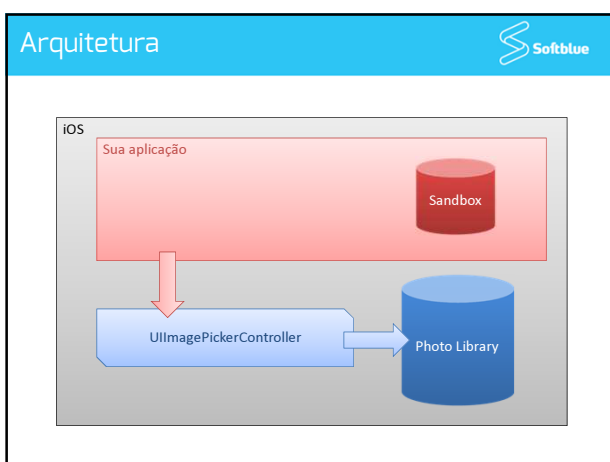 Arquitetura
Softblue
iOS
Sua aplicação
Sandbox
UIImagePickerController
Photo Library